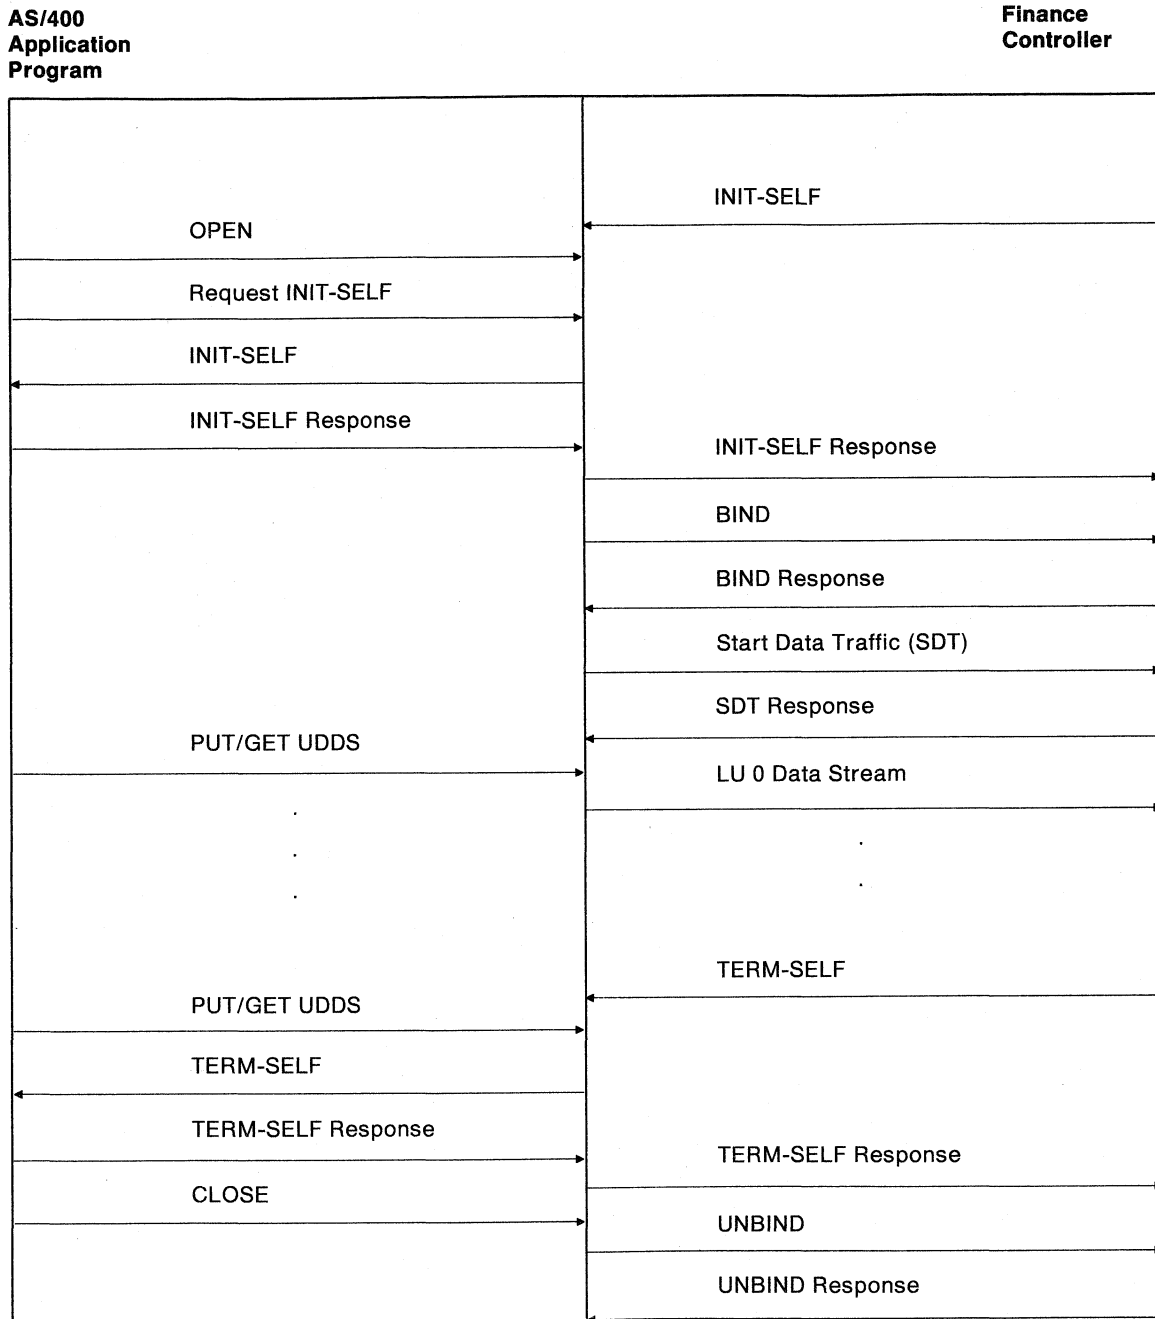 AS/400
Application
Program
Finance
Controller
INIT-SELF
OPEN
Request INIT-SELF
INIT-SELF
INIT-SELF Response
INIT-SELF Response
BIND
BIND Response
Start Data Traffic (SDT)
SDT Response
PUT/GET UDDS
LU 0 Data Stream
TERM-SELF
PUT/GET UDDS
TERM-SELF
TERM-SELF Response
TERM-SELF Response
CLOSE
UNBIND
UNBIND Response